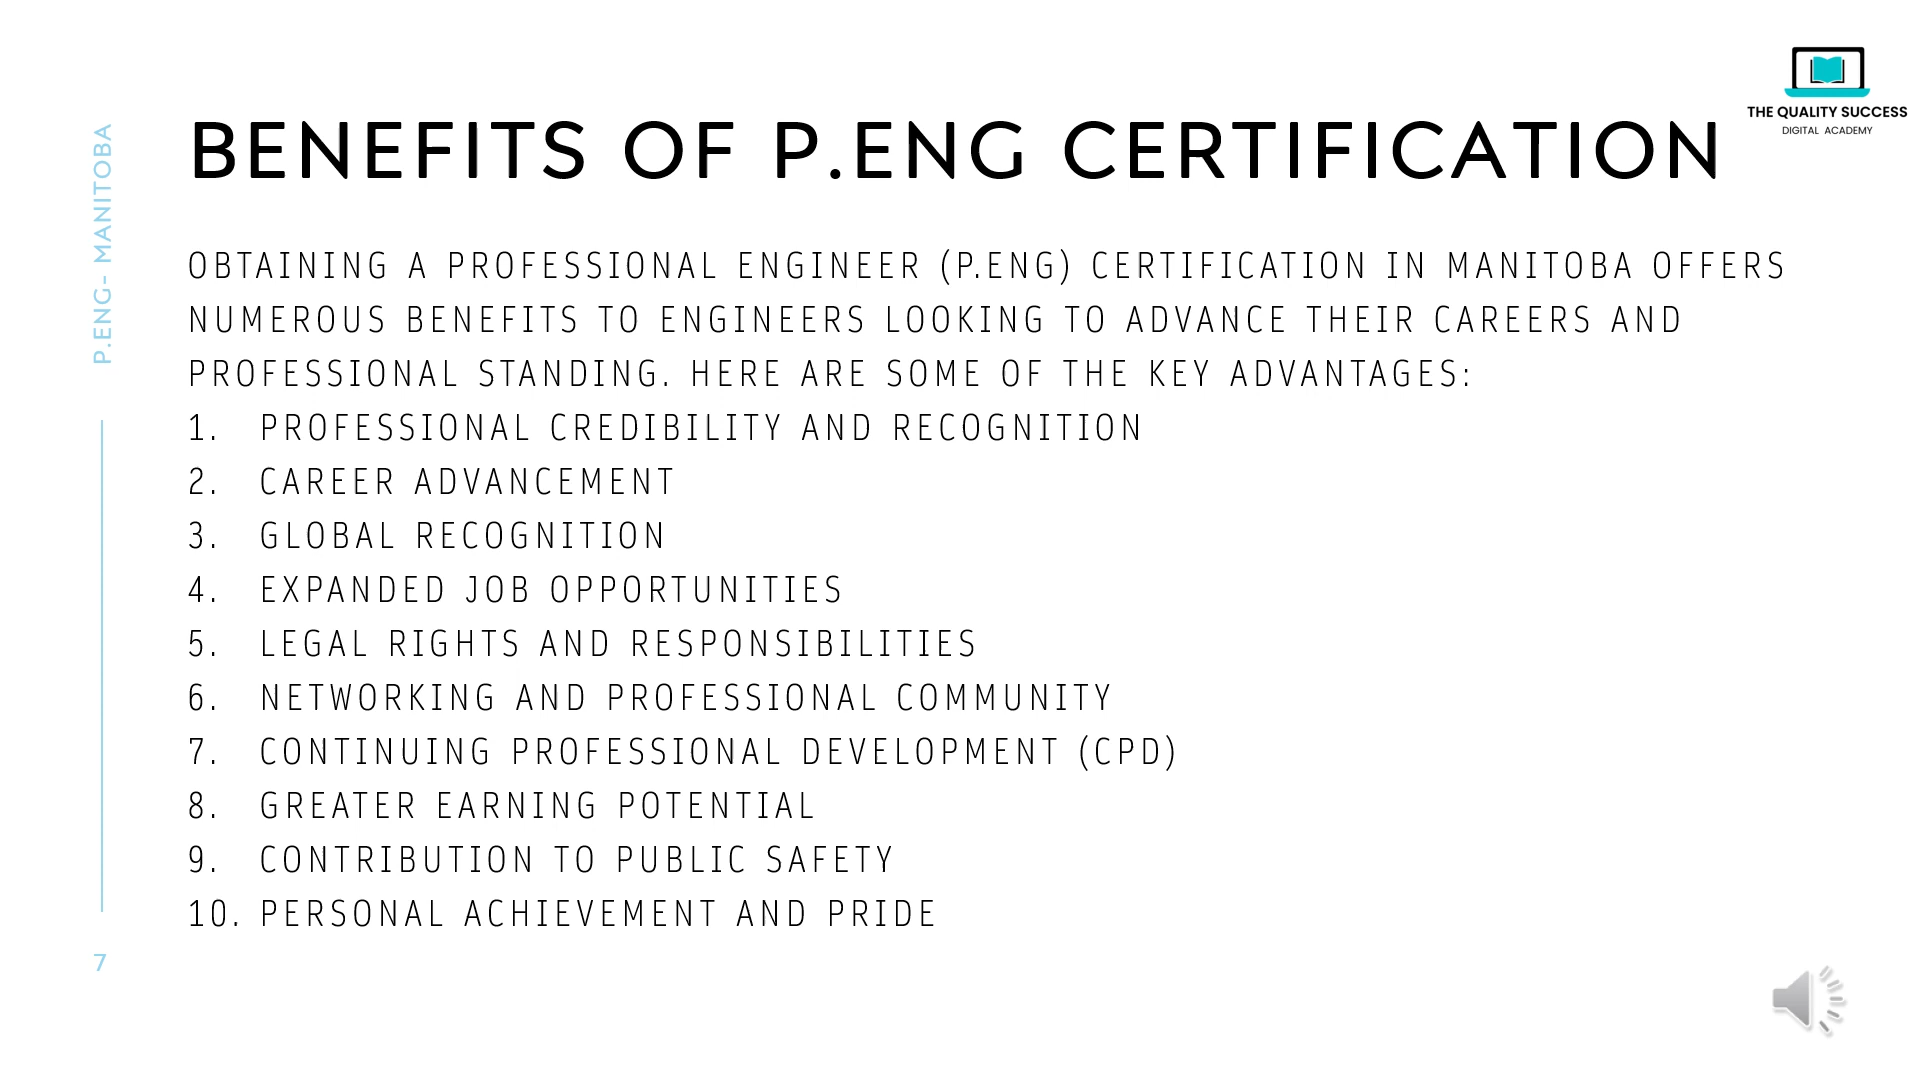 THE QUALITY SUCCESS
DIGITAL ACADEMY
P.ENG- MANITOBA
BENEFITS OF P.ENG CERTIFICATION
OBTAINING A PROFESSIONAL ENGINEER (P.ENG) CERTIFICATION IN MANITOBA OFFERS
NUMEROUS BENEFITS TO ENGINEERS LOOKING TO ADVANCE THEIR CAREERS AND
PROFESSIONAL STANDING. HERE ARE SOME OF THE KEY ADVANTAGES:
1. PROFESSIONAL CREDIBILITY AND RECOGNITION
2. CAREER ADVANCEMENT
3. GLOBAL RECOGNITION
4. EXPANDED JOB OPPORTUNITIES
5. LEGAL RIGHTS AND RESPONSIBILITIES
6. NETWORKING AND PROFESSIONAL COMMUNITY
7. CONTINUING PROFESSIONAL DEVELOPMENT (CPD)
8. GREATER EARNING POTENTIAL
9. CONTRIBUTION TO PUBLIC SAFETY
10. PERSONAL ACHIEVEMENT AND PRIDE
7